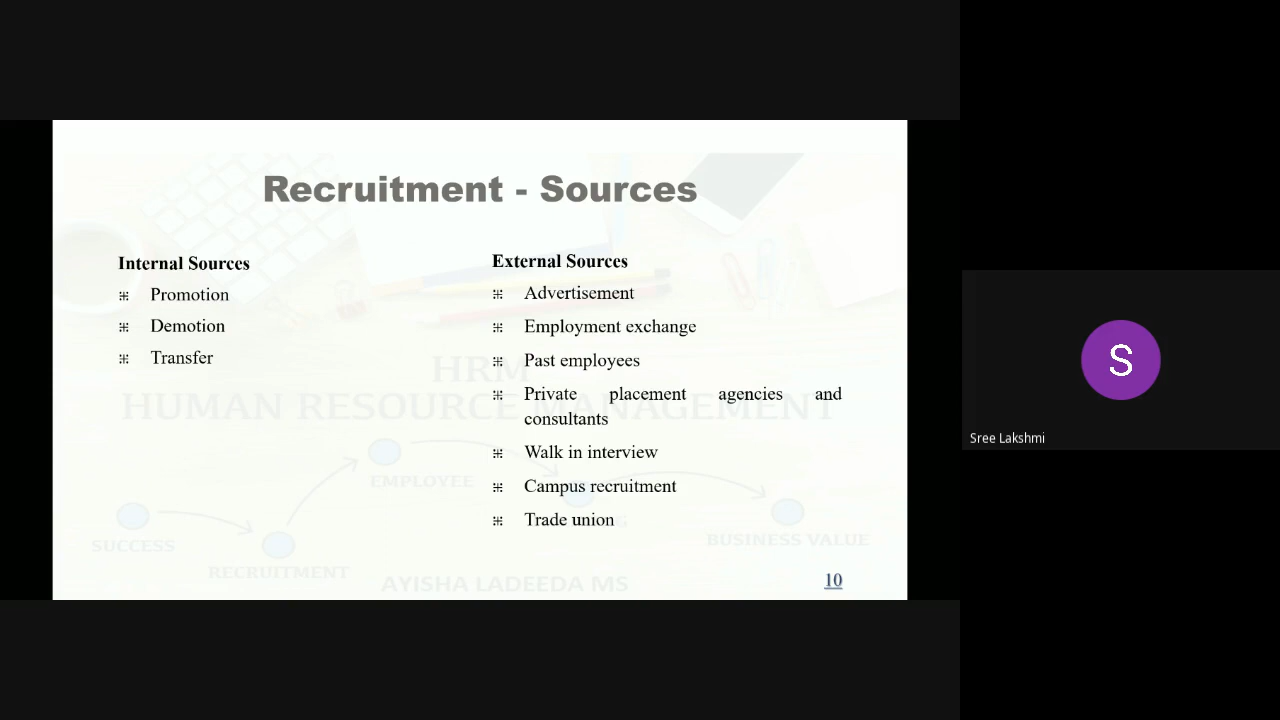 Recruitment - Sources
Internal Sources
Promotion
Demotion
Transfer
External Sources
Advertisement
Employment exchange
Past employees
Private placement agencies and
consultants
Walk in interview
Campus recruitment
Trade union
HRM
HUMAN RESOURCE MANAGEMENT
EMPLOYEE
SUCCESS
RECRUITMENT
BUSINESS VALUE
AYISHA LADEEDA MS
10
S
Sree Lakshmi